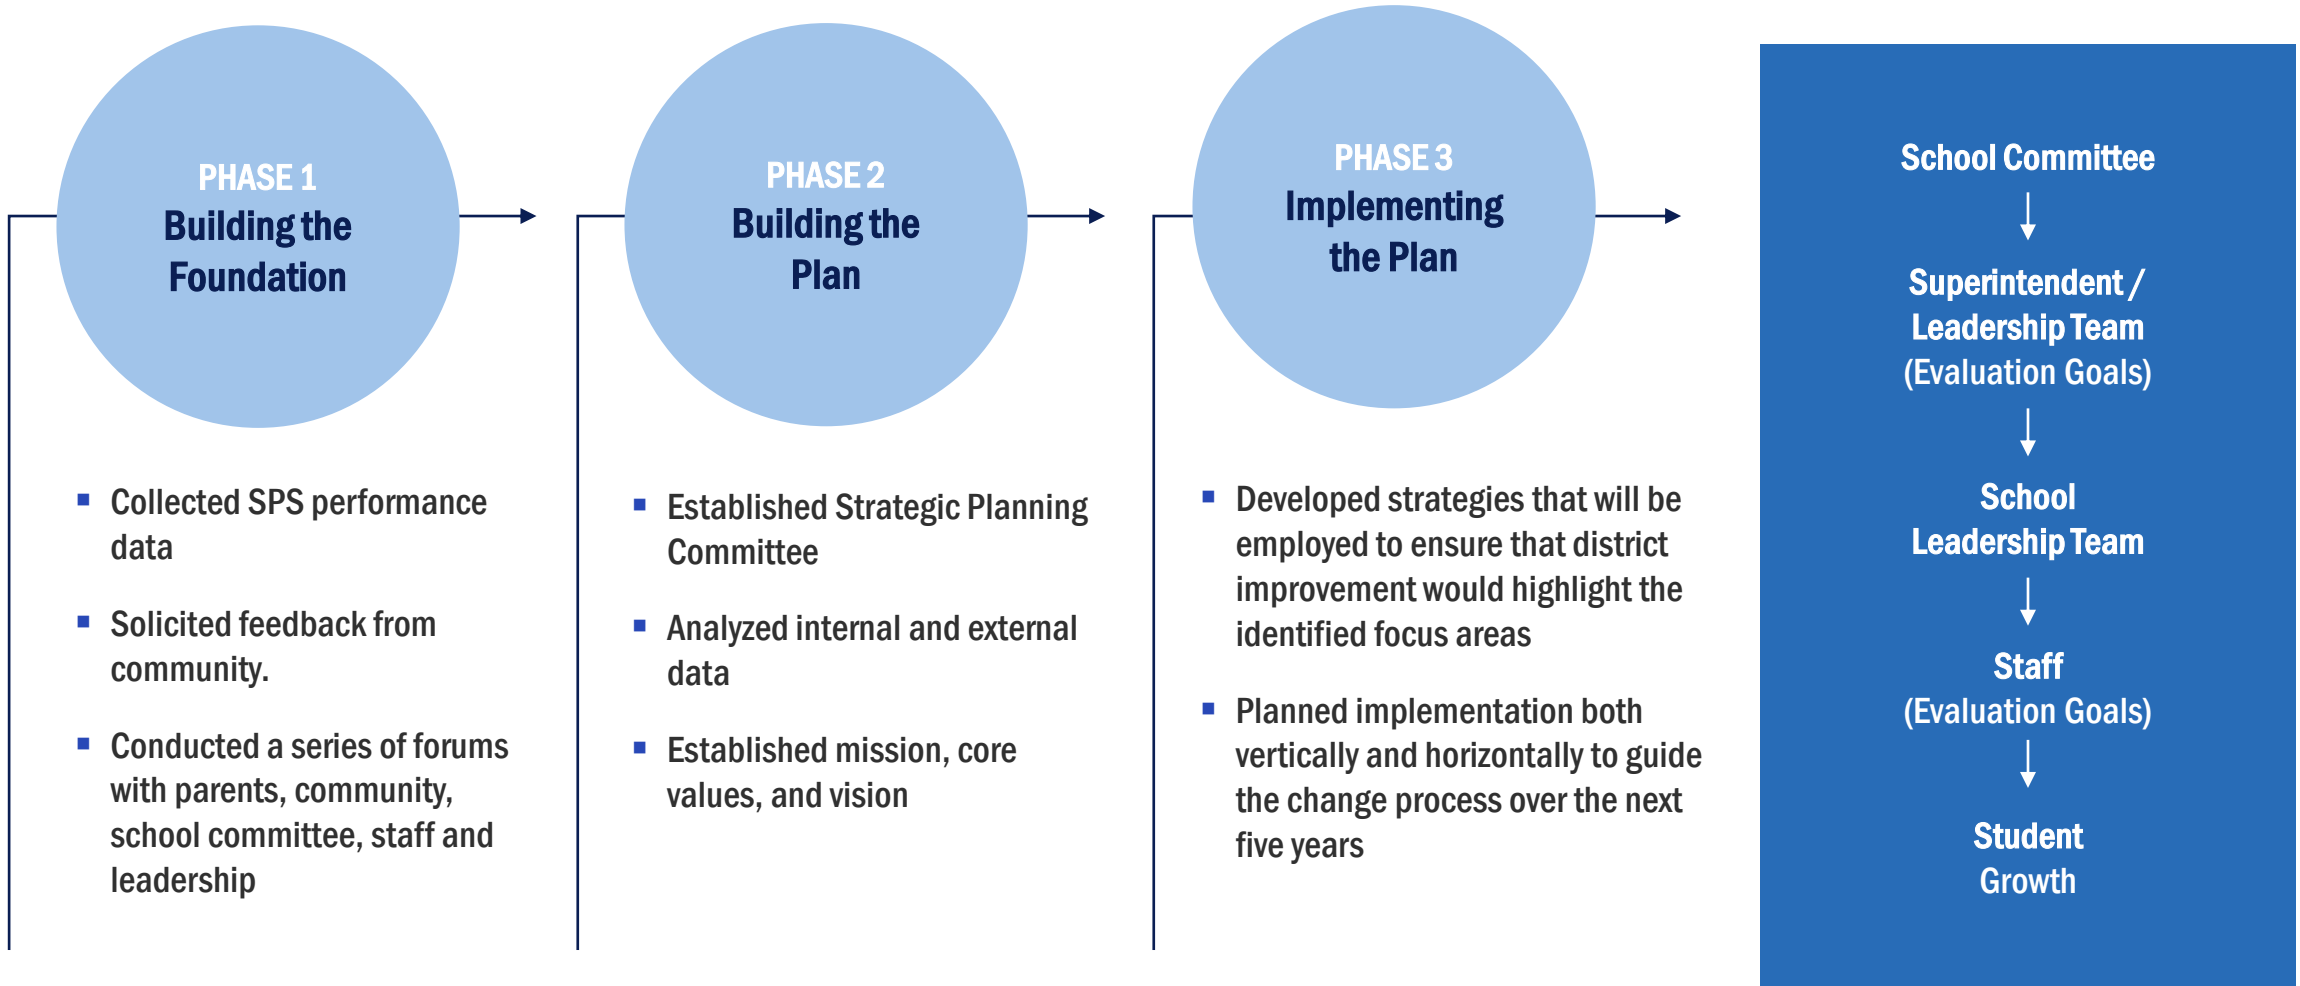 PHASE 1
Building the
Foundation
▪ Collected SPS performance
data
▪ Solicited feedback from
community.
▪ Conducted a series of forums
with parents, community,
school committee, staff and
leadership
PHASE 2
Building the
Plan
▪ Established Strategic Planning
Committee
▪ Analyzed internal and external
data
▪ Established mission, core
values, and vision
PHASE 3
Implementing
the Plan
▪ Developed strategies that will be
employed to ensure that district
improvement would highlight the
identified focus areas
▪ Planned implementation both
vertically and horizontally to guide
the change process over the next
five years
School Committee
Superintendent /
Leadership Team
(Evaluation Goals)
School
Leadership Team
Staff
(Evaluation Goals)
Student
Growth